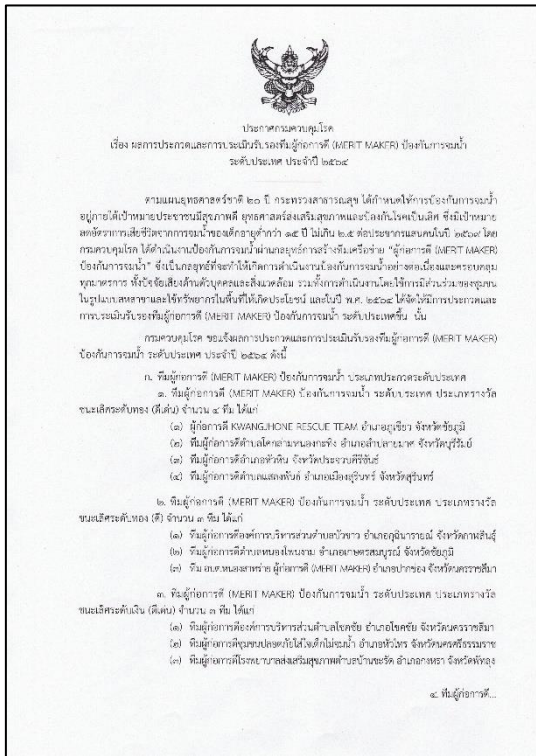 ประกาศกรมควบคุมโรค
เรื่อง ผลการประกวดและการประเมินรับรองทีมผู้ก่อการดี (MERIT MAKER) ป้องกันการจมน้ำ
ระดับประเทศ ประจำปี ๒๕๖๔
ตามแผนยุทธศาสตร์ชาติ ๒๐ ปี กระทรวงสาธารณสุข ได้กำหนดให้การป้องกันการจมน้ำ
อยู่ภายใต้เป้าหมายประชาชนมีสุขภาพดี ยุทธศาสตร์ส่งเสริมสุขภาพและป้องกันโรคเป็นเลิศ ซึ่งมีเป้าหมาย
ลดอัตราการเสียชีวิตจากการจมน้ำของเด็กอายุต่ำกว่า ๑๕ ปี ไม่เกิน ๒.๕ ต่อประชากรแสนคนในปี ๒๕๖๔ โดย
กรมควบคุมโรค ได้ดำเนินงานป้องกันการจมน้ำผ่านกลยุทธ์การสร้างทีมเครือข่าย "ผู้ก่อการดี (MERIT MAKER)
ป้องกันการจมน้ำ" ซึ่งเป็นกลยุทธ์ที่จะทำให้เกิดการดำเนินงานป้องกันการจมน้ำอย่างต่อเนื่องและครอบคลุม
ทุกมาตรการ ทั้งปัจจัยเสี่ยงด้านตัวบุคคลและสิ่งแวดล้อม รวมทั้งการดำเนินงานโดยใช้การมีส่วนร่วมของชุมชน
ในรูปแบบสหสาขาและใช้ทรัพยากรในพื้นที่ให้เกิดประโยชน์ และในปี พ.ศ. ๒๕๖๔ ได้จัดให้มีการประกวดและ
การประเมินรับรองทีมผู้ก่อการดี (MERIT MAKER) ป้องกันการจมน้ำ ระดับประเทศขึ้น นั้น
กรมควบคุมโรค ขอแจ้งผลการประกวดและการประเมินรับรองทีมผู้ก่อการดี (MERIT MAKER)
ป้องกันการจมน้ำ ระดับประเทศ ประจำปี ๒๕๖๔ ดังนี้
ก. ทีมผู้ก่อการดี (MERIT MAKER) ป้องกันการจมน้ำ ประเภทประกวดระดับประเทศ
๑. ทีมผู้ก่อการดี (MERIT MAKER) ป้องกันการจมน้ำ ระดับประเทศ ประเภทรางวัล
ชนะเลิศระดับทอง (ดีเด่น) จำนวน ๔ ทีม ได้แก่
(๑) ทีมผู้ก่อการดี KWANGJHONE RESCUE TEAM อำเภอภูเขียว จังหวัดชัยภูมิ
(๒) ทีมผู้ก่อการดีตำบลโคกล่ามหนองกะทิง อำเภอลำปลายมาศ จังหวัดบุรีรัมย์
(๓) ทีมผู้ก่อการดีอำเภอหัวหิน จังหวัดประจวบคีรีขันธ์
(๔) ทีมผู้ก่อการดีตำบลแสลงพันธ์ อำเภอเมืองสุรินทร์ จังหวัดสุรินทร์
๒. ทีมผู้ก่อการดี (MERIT MAKER) ป้องกันการจมน้ำ ระดับประเทศ ประเภทรางวัล
ชนะเลิศระดับทอง (ดี) จำนวน ๓ ทีม ได้แก่
(๑) ทีมผู้ก่อการดีองค์การบริหารส่วนตำบลบัวขาว อำเภอกุฉินารายณ์ จังหวัดกาฬสินธุ์
(๒) ทีมผู้ก่อการดีตำบลหนองโพนงาม อำเภอเกษตรสมบูรณ์ จังหวัดชัยภูมิ
(๓) ทีม อบต.หนองสาหร่าย ผู้ก่อการดี (MERIT MAKER) อำเภอปากช่อง จังหวัดนครราชสีมา
๓. ทีมผู้ก่อการดี (MERIT MAKER) ป้องกันการจมน้ำ ระดับประเทศ ประเภทรางวัล
ชนะเลิศระดับเงิน (ดีเด่น) จำนวน ๓ ทีม ได้แก่
(๑) ทีมผู้ก่อการดีองค์การบริหารส่วนตำบลโชคชัย อำเภอโชคชัย จังหวัดนครราชสีมา
(๒) ทีมผู้ก่อการดีชุมชนปลอดภัยใส่ใจเด็กไม่จมน้ำ อำเภอหัวไทร จังหวัดนครศรีธรรมราช
(๓) ทีมผู้ก่อการดีโรงพยาบาลส่งเสริมสุขภาพตำบลบ้านชะรัด อำเภอกงหรา จังหวัดพัทลุง
๔. ทีมผู้ก่อการดี...